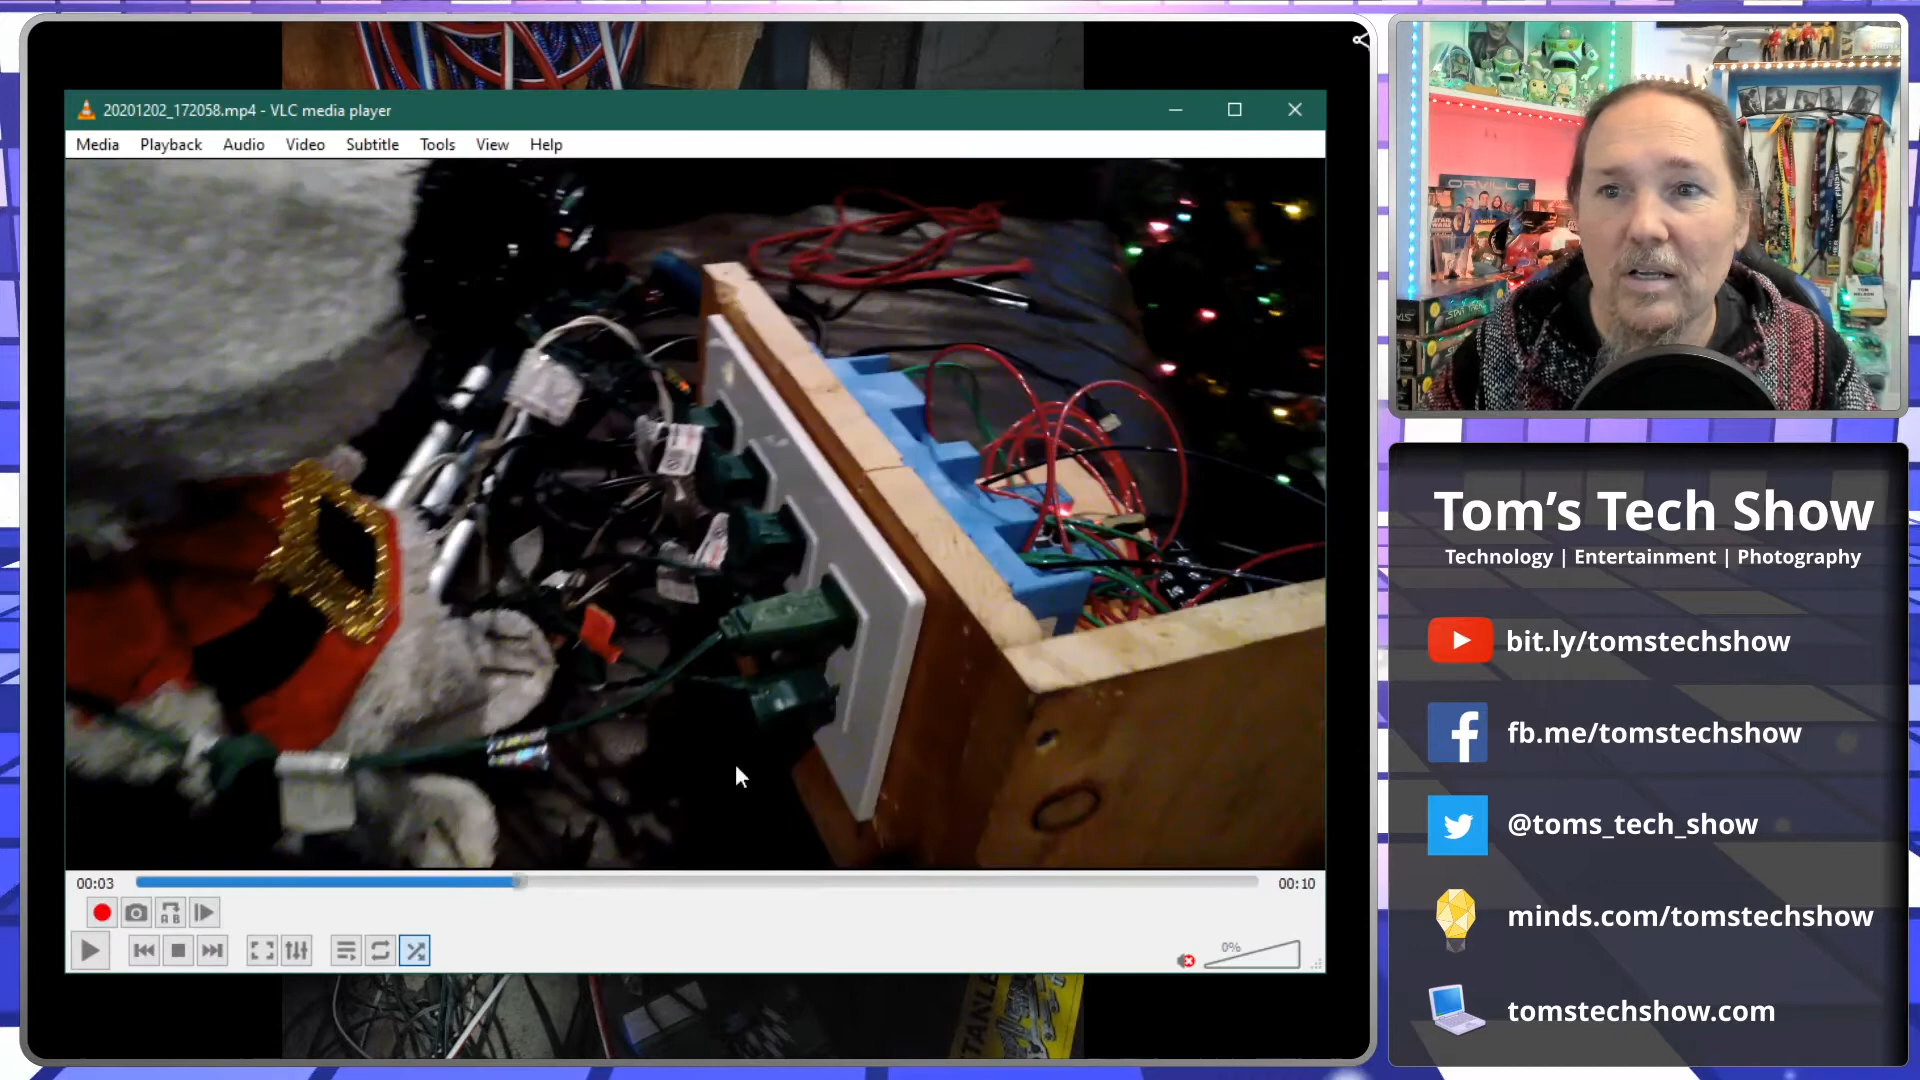 20201202_172058.mp4 - VLC media player
Media Playback Audio Video Subtitle Tools View Help
00:03
00:10
A B
0%
ORVILLE
Tom's Tech Show
Technology | Entertainment | Photography
bit.ly/tomstechshow
fb.me/tomstechshow
@toms_tech_show
minds.com/tomstechshow
tomstechshow.com